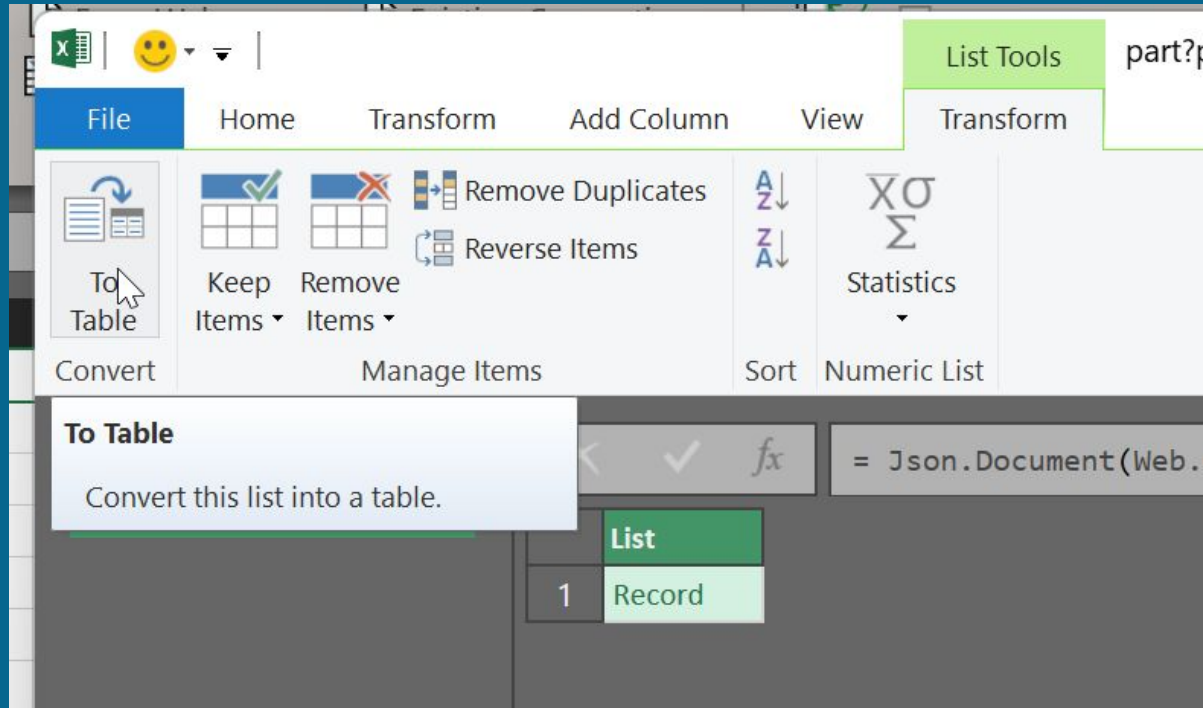 List Tools
part?p
File
Home
Transform
Add Column
View
Transform
To
Table
Keep
Items
Remove
Items
Remove Duplicates
Reverse Items
A
Z
Z
A
X̅σ
Σ
Statistics
Convert
Manage Items
Sort
Numeric List
To Table
Convert this list into a table.
fx
= Json.Document(Web.
List
1 Record